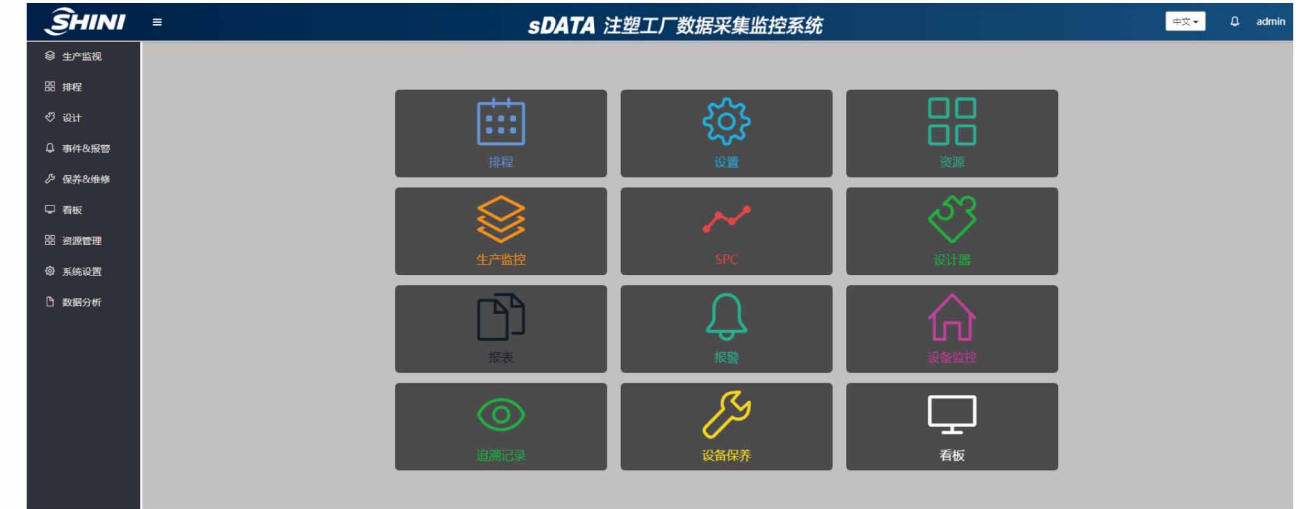 SHINI
sDATA 注塑工厂数据采集监控系统
中文
admin
生产监视
排程
设计
事件&报警
保养&维修
看板
资源管理
系统设置
数据分析
排程
设置
资源
生产监控
SPC
设计器
报表
报警
设备监控
追溯记录
设备保养
看板